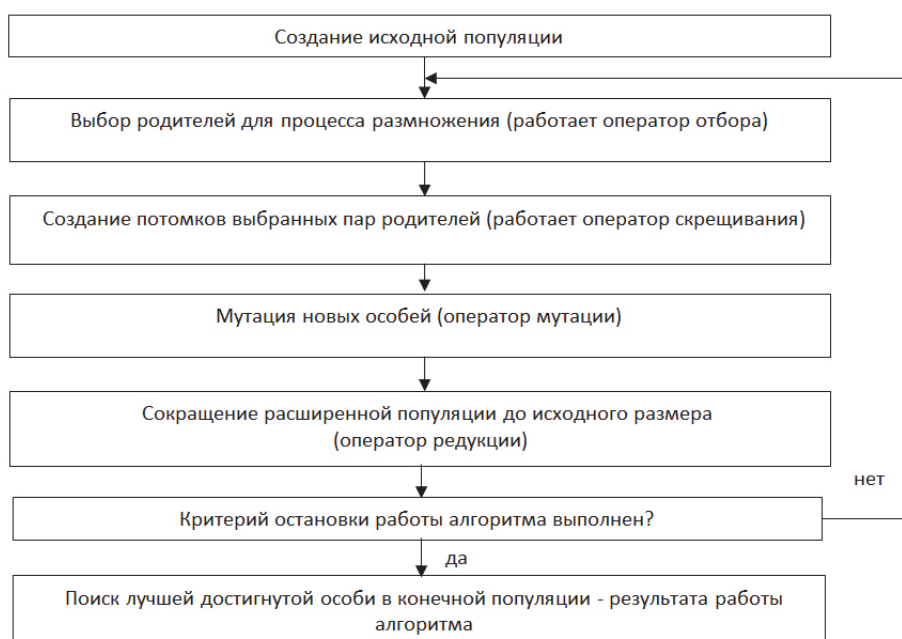 Создание исходной популяции
Выбор родителей для процесса размножения (работает оператор отбора)
Создание потомков выбранных пар родителей (работает оператор скрещивания)
Мутация новых особей (оператор мутации)
Сокращение расширенной популяции до исходного размера
(оператор редукции)
нет
Критерий остановки работы алгоритма выполнен?
да
Поиск лучшей достигнутой особи в конечной популяции - результата работы
алгоритма